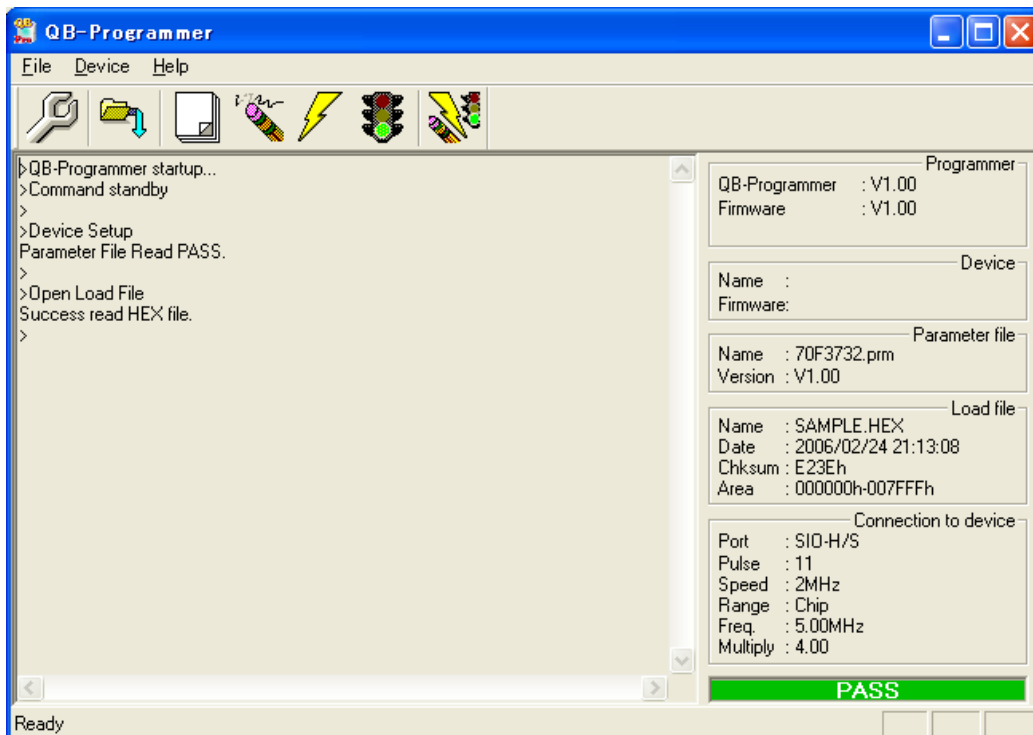 QB-Programmer
File Device Help
>QB-Programmer startup...
>Command standby
>
>Device Setup
Parameter File Read PASS.
>
>Open Load File
Success read HEX file.
>
Programmer
QB-Programmer : V1.00
Firmware : V1.00
Device
Name :
Firmware:
Parameter file
Name : 70F3732.prm
Version : V1.00
Load file
Name : SAMPLE.HEX
Date : 2006/02/24 21:13:08
Chksum : E23Eh
Area : 000000h-007FFFh
Connection to device
Port : SIO-H/S
Pulse : 11
Speed : 2MHz
Range : Chip
Freq. : 5.00MHz
Multiply : 4.00
PASS
Ready